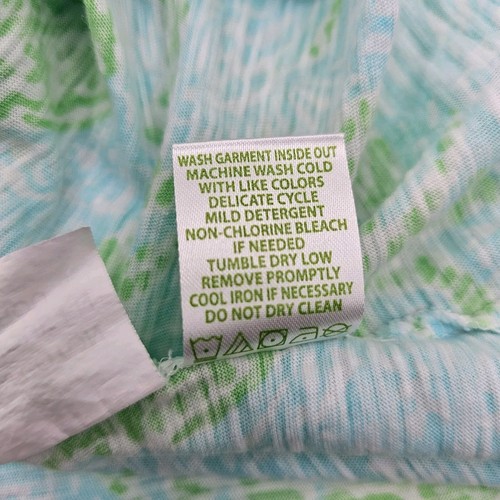 WASH GARMENT INSIDE OUT
MACHINE WASH COLD
WITH LIKE COLORS
DELICATE CYCLE
MILD DETERGENT
NON-CHLORINE BLEACH
IF NEEDED
TUMBLE DRY LOW
REMOVE PROMPTLY
COOL IRON IF NECESSARY
DO NOT DRY CLEAN